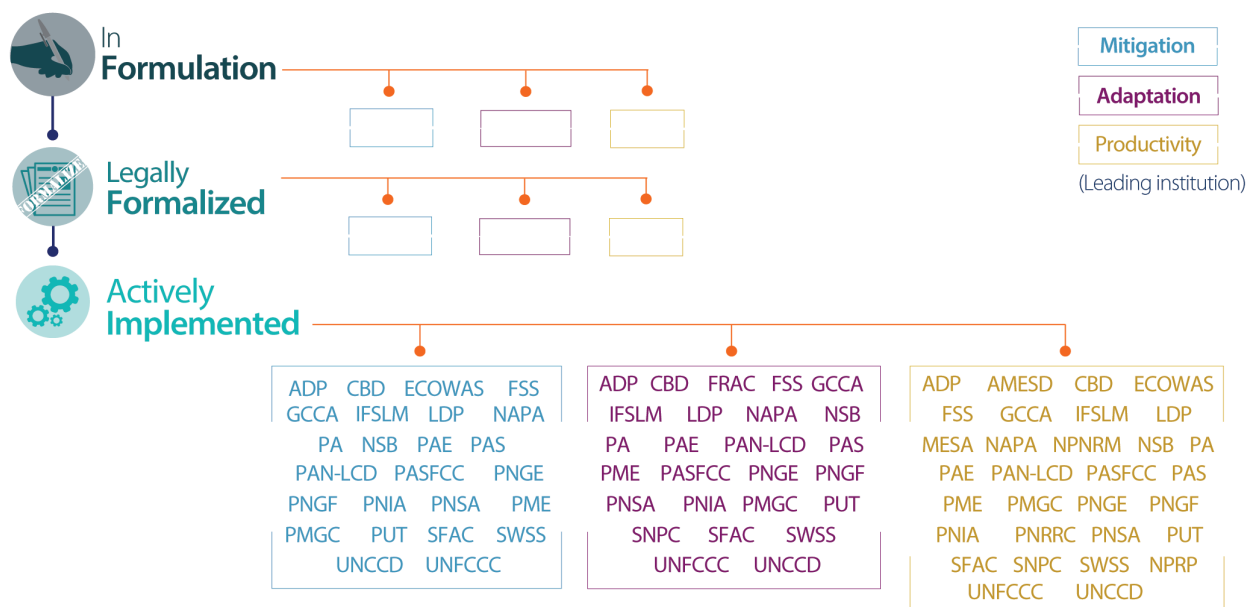 In
Formulation
Mitigation
Adaptation
Productivity
(Leading institution)
Legally
Formalized
Actively
Implemented
ADP CBD ECOWAS FSS
GCCA IFSLM LDP NAPA
PA NSB PAE PAS
PAN-LCD PASFCC PNGE
PNGF PNIA PNSA PME
PMGC PUT SFAC SWSS
UNCCD UNFCCC
ADP CBD FRAC FSS GCCA
IFSLM LDP NAPA NSB
PA PAE PAN-LCD PAS
PME PASFCC PNGE PNGF
PNSA PNIA PMGC PUT
SNPC SFAC SWSS
UNFCCC UNCCD
ADP AMESD CBD ECOWAS
FSS GCCA IFSLM LDP
MESA NAPA NPNRM NSB PA
PAE PAN-LCD PASFCC PAS
PME PMGC PNGE PNGF
PNIA PNRRC PNSA PUT
SFAC SNPC SWSS NPRP
UNFCCC UNCCD